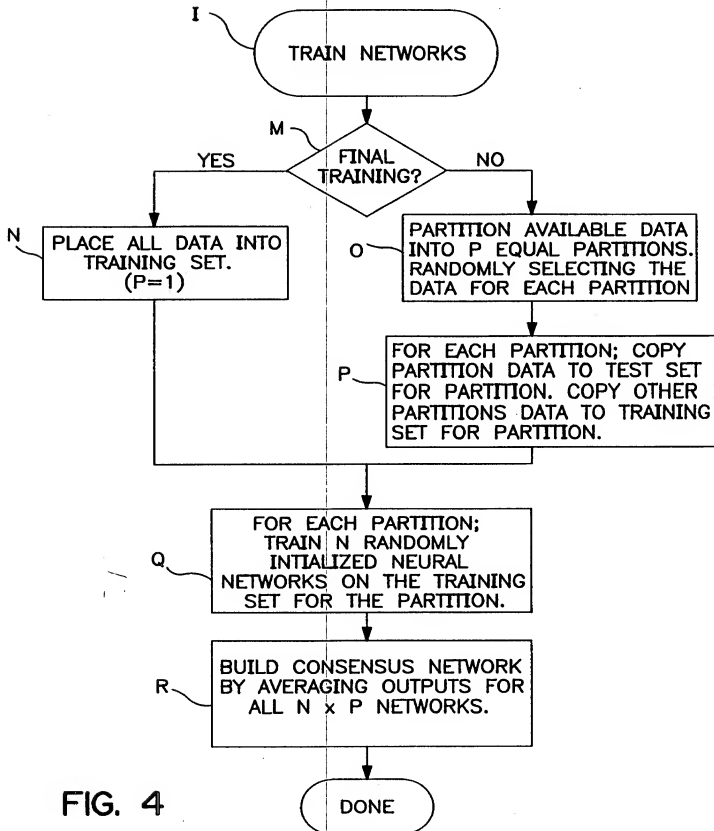 I
TRAIN NETWORKS
M
FINAL
TRAINING?
YES
NO
N
PLACE ALL DATA INTO
TRAINING SET.
(P=1)
O
PARTITION AVAILABLE DATA
INTO P EQUAL PARTITIONS.
RANDOMLY SELECTING THE
DATA FOR EACH PARTITION
P
FOR EACH PARTITION; COPY
PARTITION DATA TO TEST SET
FOR PARTITION. COPY OTHER
PARTITIONS DATA TO TRAINING
SET FOR PARTITION.
Q
FOR EACH PARTITION;
TRAIN N RANDOMLY
INTIALIZED NEURAL
NETWORKS ON THE TRAINING
SET FOR THE PARTITION.
R
BUILD CONSENSUS NETWORK
BY AVERAGING OUTPUTS FOR
ALL N x P NETWORKS.
FIG. 4
DONE